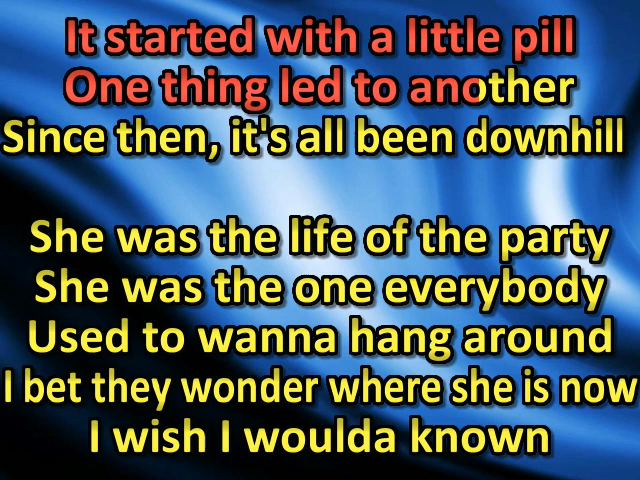 It started with a little pill
One thing led to another
Since then, it's all been downhill
She was the life of the party
She was the one everybody
Used to wanna hang around
I bet they wonder where she is now
I wish I woulda known